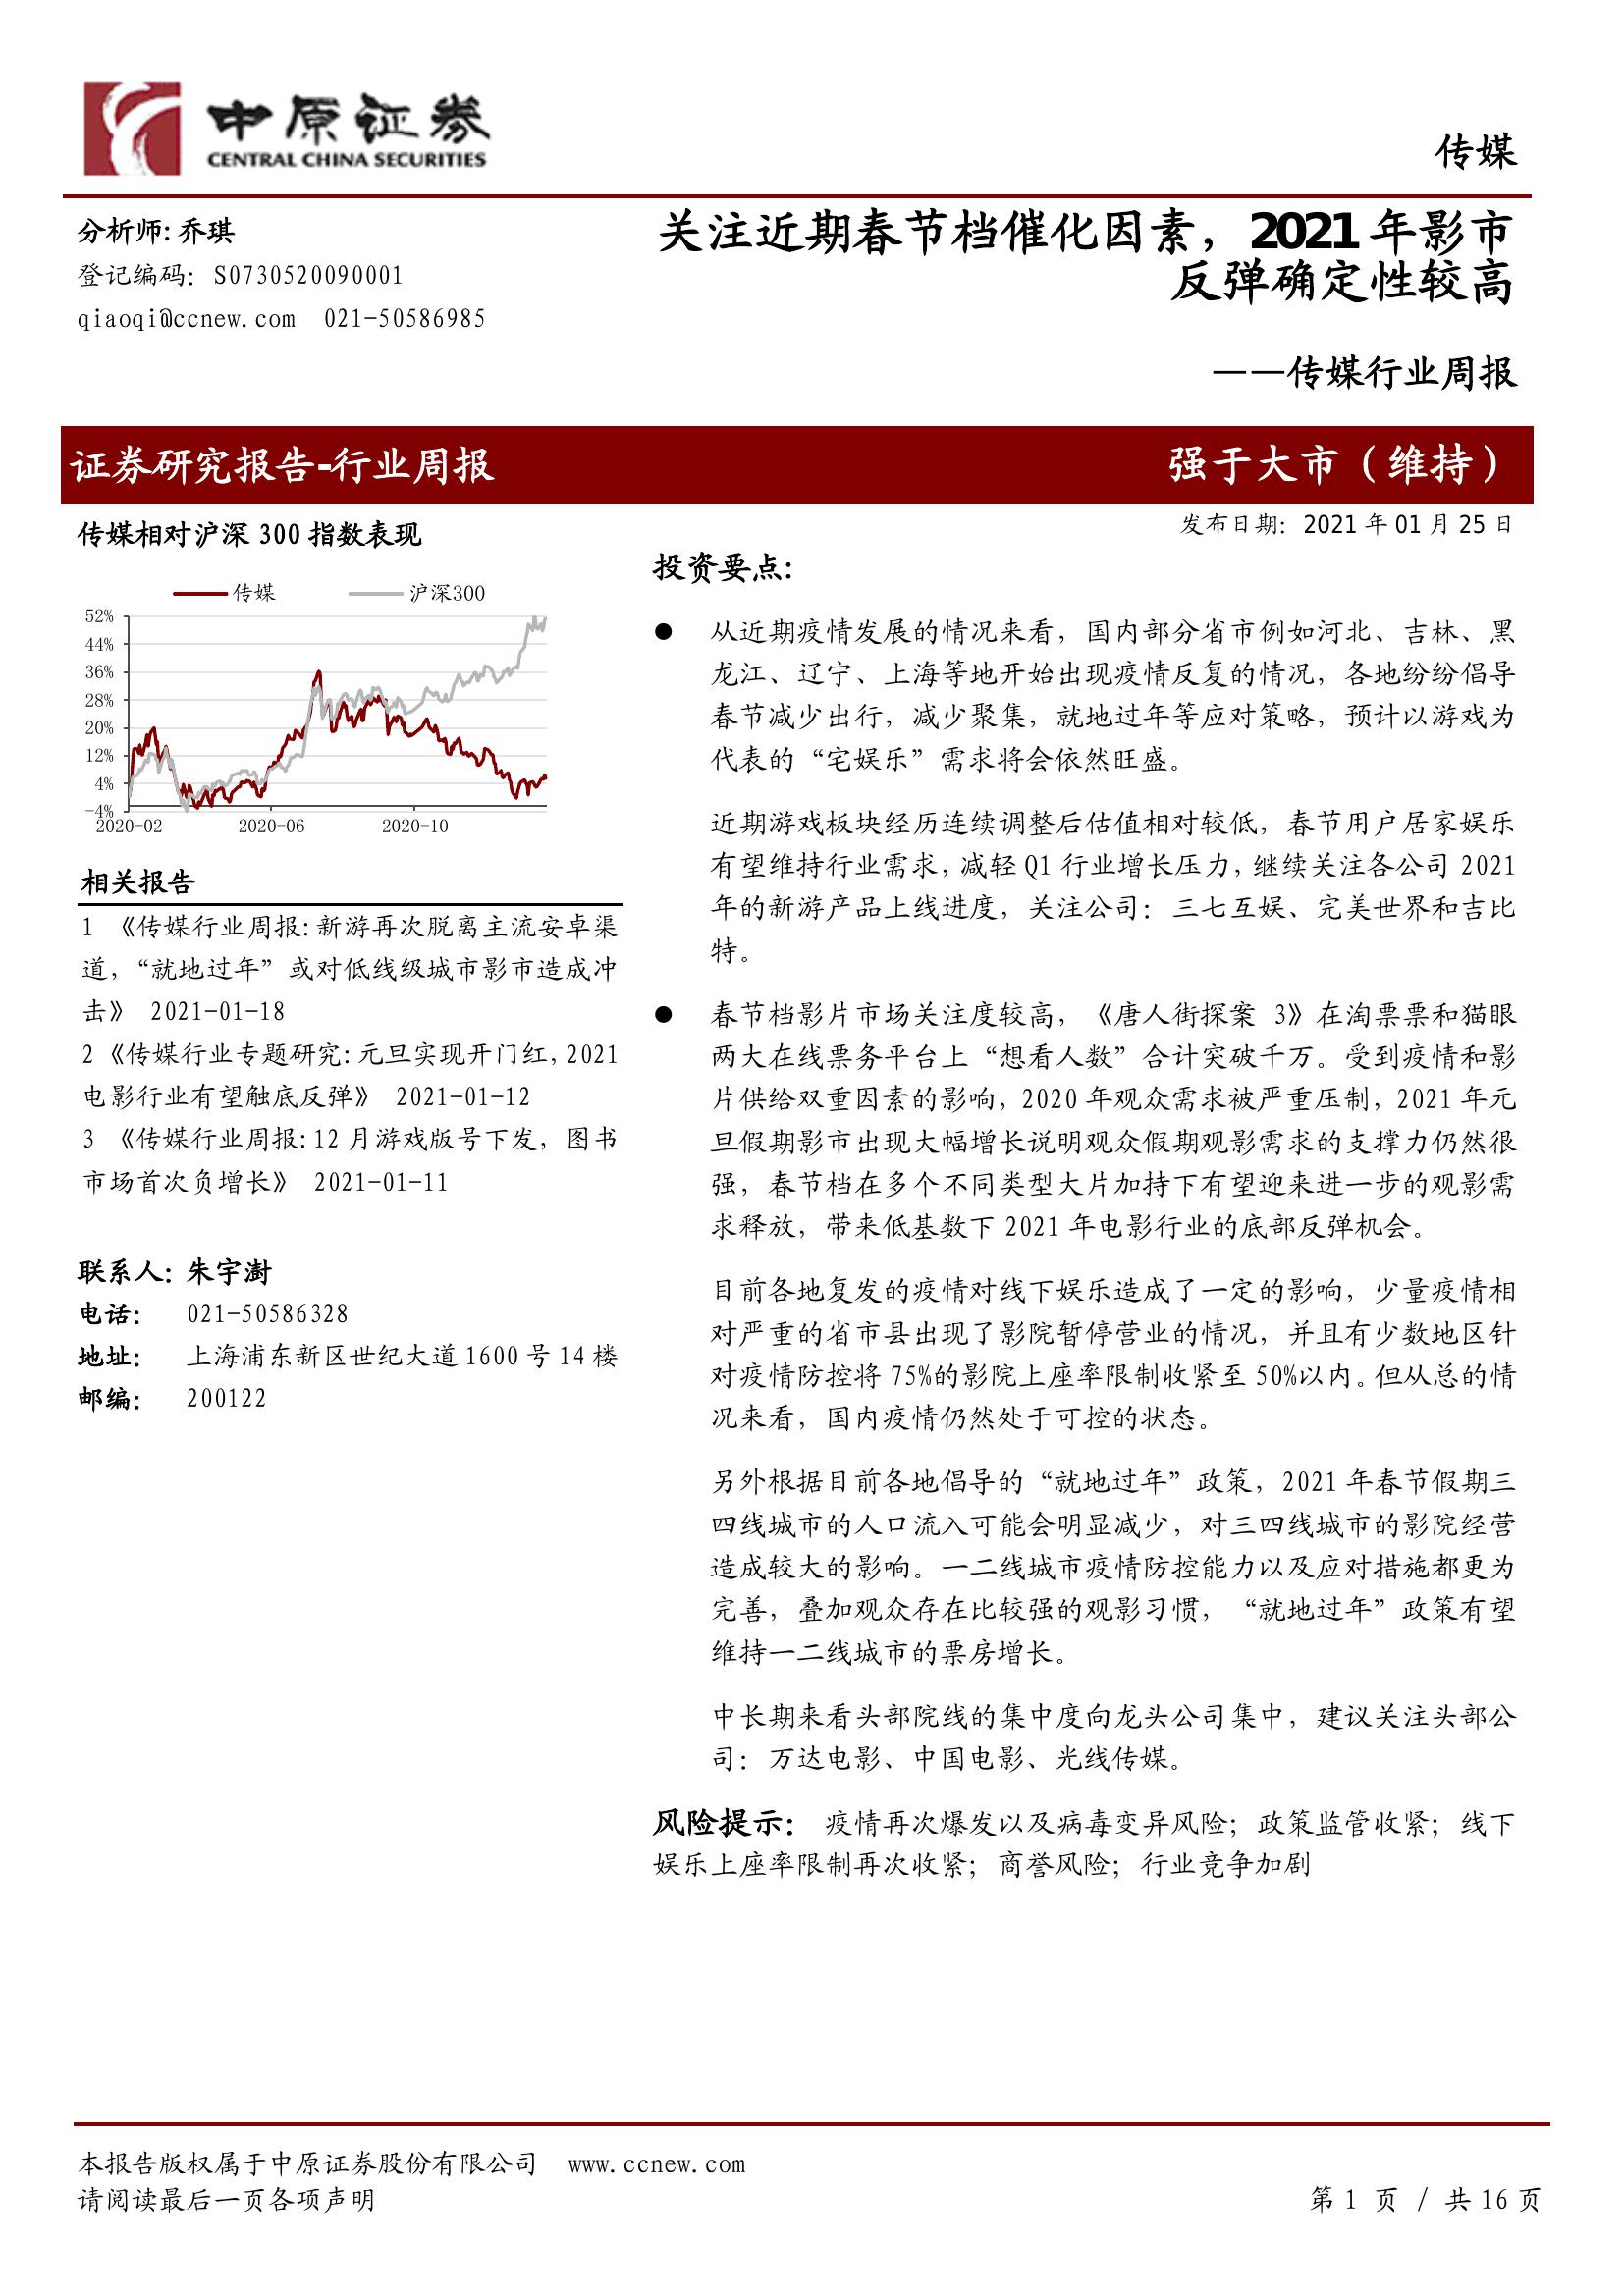 中原证券
CENTRAL CHINA SECURITIES
传媒
分析师:乔琪
登记编码：S0730520090001
qiaoqi@ccnew.com 021-50586985
关注近期春节档催化因素，2021年影市
反弹确定性较高
——传媒行业周报
证券研究报告-行业周报
强于大市（维持）
传媒相对沪深 300 指数表现
传媒 沪深300
52%
44%
36%
28%
20%
12%
4%
-4%
2020-02 2020-06 2020-10
相关报告
1 《传媒行业周报:新游再次脱离主流安卓渠
道，“就地过年”或对低线级城市影市造成冲
击》 2021-01-18
2《传媒行业专题研究:元旦实现开门红,2021
电影行业有望触底反弹》 2021-01-12
3 《传媒行业周报:12 月游戏版号下发，图书
市场首次负增长》 2021-01-11
联系人：朱宇澍
电话： 021-50586328
地址： 上海浦东新区世纪大道1600 号14 楼
邮编： 200122
发布日期：2021 年 01 月 25 日
投资要点:
● 从近期疫情发展的情况来看，国内部分省市例如河北、吉林、黑
龙江、辽宁、上海等地开始出现疫情反复的情况，各地纷纷倡导
春节减少出行，减少聚集，就地过年等应对策略，预计以游戏为
代表的“宅娱乐”需求将会依然旺盛。
近期游戏板块经历连续调整后估值相对较低，春节用户居家娱乐
有望维持行业需求,减轻 Q1 行业增长压力,继续关注各公司 2021
年的新游产品上线进度，关注公司：三七互娱、完美世界和吉比
特。
● 春节档影片市场关注度较高，《唐人街探案 3》在淘票票和猫眼
两大在线票务平台上“想看人数”合计突破千万。受到疫情和影
片供给双重因素的影响，2020 年观众需求被严重压制，2021 年元
旦假期影市出现大幅增长说明观众假期观影需求的支撑力仍然很
强，春节档在多个不同类型大片加持下有望迎来进一步的观影需
求释放，带来低基数下 2021 年电影行业的底部反弹机会。
目前各地复发的疫情对线下娱乐造成了一定的影响，少量疫情相
对严重的省市县出现了影院暂停营业的情况，并且有少数地区针
对疫情防控将 75%的影院上座率限制收紧至 50%以内。但从总的情
况来看，国内疫情仍然处于可控的状态。
另外根据目前各地倡导的“就地过年”政策，2021 年春节假期三
四线城市的人口流入可能会明显减少，对三四线城市的影院经营
造成较大的影响。一二线城市疫情防控能力以及应对措施都更为
完善，叠加观众存在比较强的观影习惯，“就地过年”政策有望
维持一二线城市的票房增长。
中长期来看头部院线的集中度向龙头公司集中，建议关注头部公
司：万达电影、中国电影、光线传媒。
风险提示： 疫情再次爆发以及病毒变异风险；政策监管收紧；线下
娱乐上座率限制再次收紧；商誉风险；行业竞争加剧
本报告版权属于中原证券股份有限公司 www.ccnew.com
请阅读最后一页各项声明
第 1 页 / 共 16 页